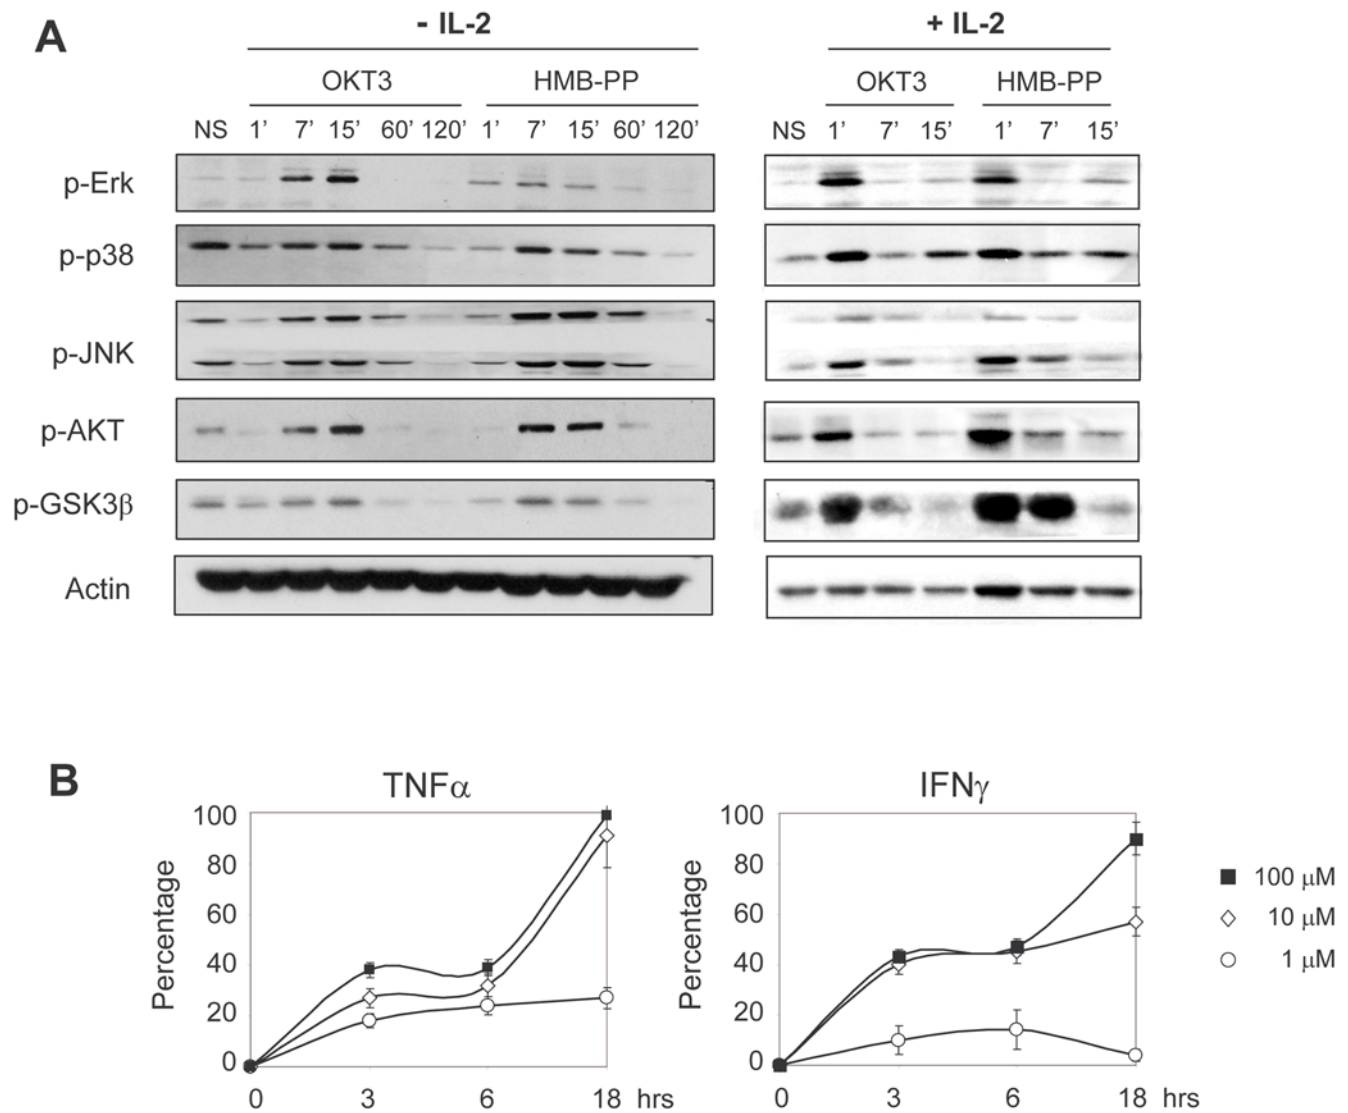 A
- IL-2
+ IL-2
OKT3 HMB-PP OKT3 HMB-PP
NS 1' 7' 15' 60' 120' 1' 7' 15' 60' 120' NS 1' 7' 15' 1' 7' 15'
p-Erk
p-p38
p-JNK
p-AKT
p-GSK3β
Actin
B
TNFα
Percentage
100
80
60
40
20
0
0 3 6 18 hrs
IFNγ
Percentage
100
80
60
40
20
0
0 3 6 18 hrs
100 μM
10 μM
1 μM